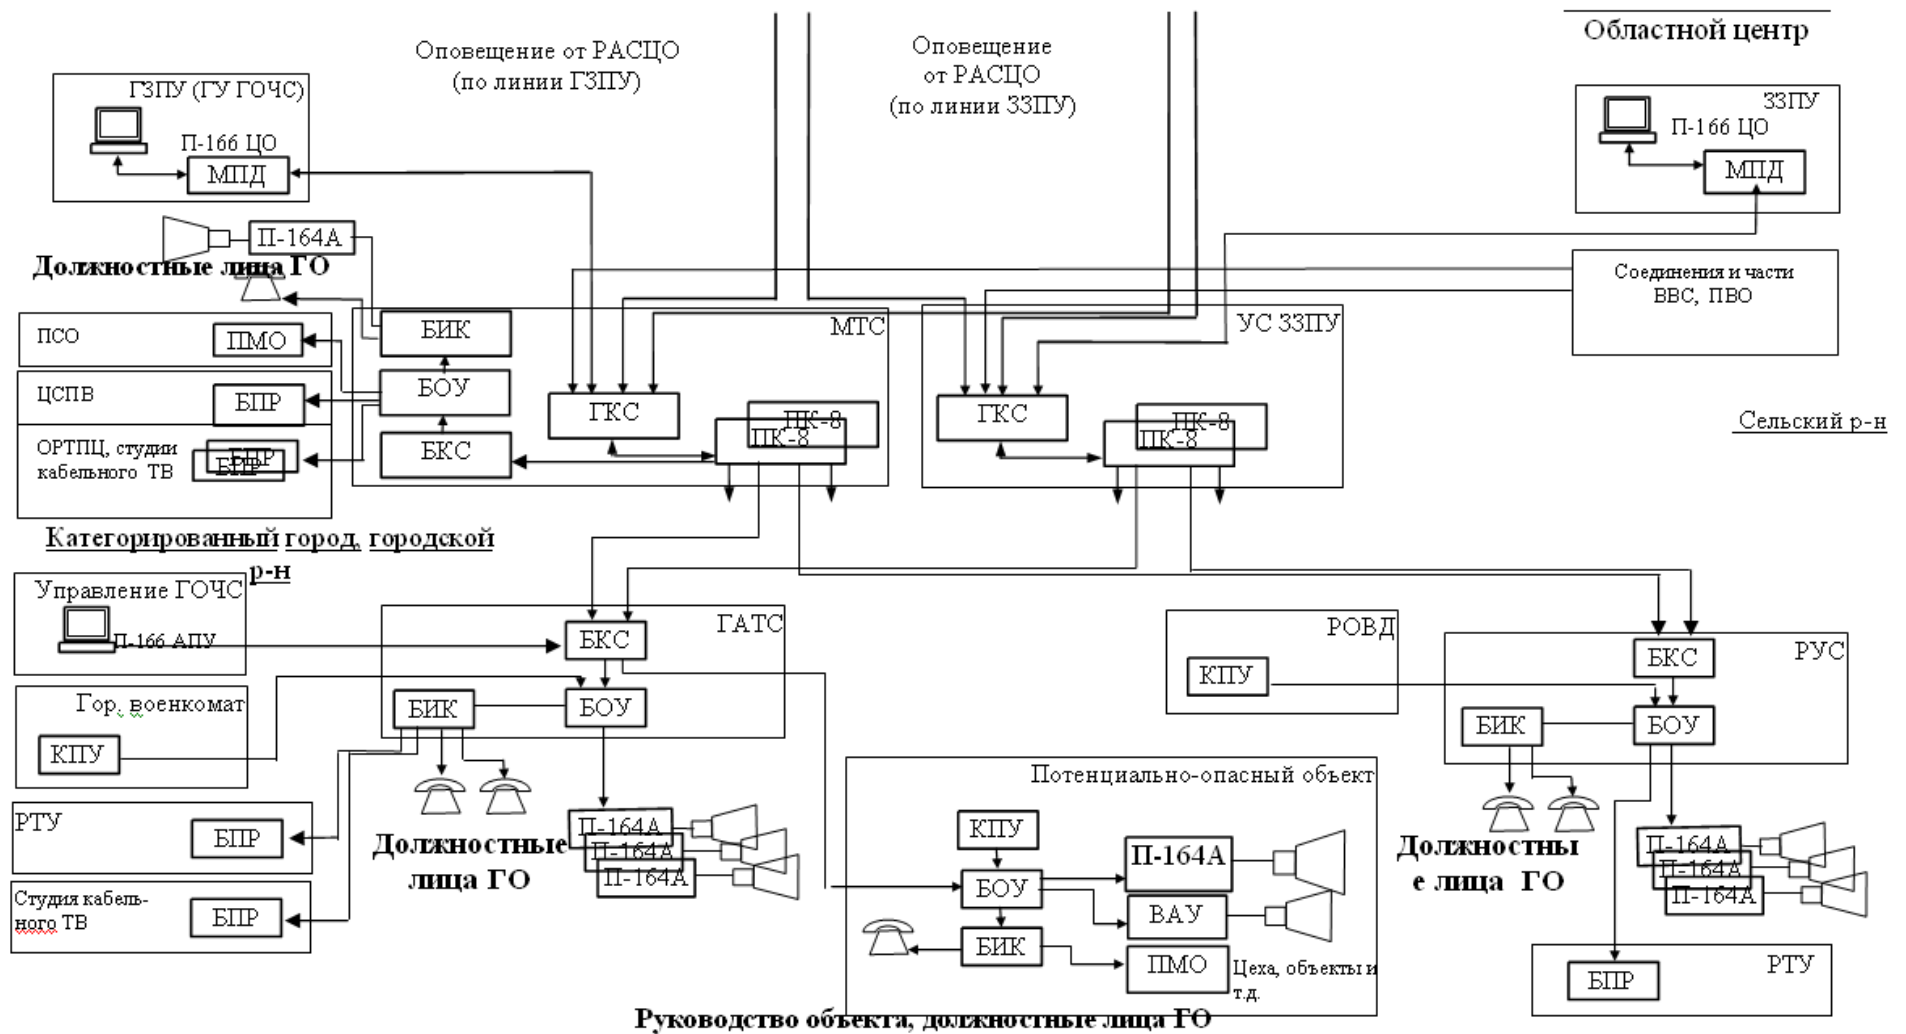 Областной центр
Оповещение от РАСЦО
(по линии ГЗПУ)
Оповещение
от РАСЦО
(по линии ЗЗПУ)
ГЗПУ (ГУ ГОЧС)
П-166 ЦО
МПД
ЗЗПУ
П-166 ЦО
МПД
П-164А
Должностные лица ГО
Соединения и части
ВВС, ПВО
МТС
УС ЗЗПУ
ПСО
ПМО
БИК
ЦСПВ
БПР
БОУ
ГКС
ПК-8
ПК-8
ГКС
ПК-8
ПК-8
Сельский р-н
ОРТПЦ, студии
кабельного ТВ
БПР
БПР
БКС
Категорированный город, городской
р-н
Управление ГОЧС
П-166 АПУ
ГАТС
БКС
БИК
БОУ
РОВД
КПУ
РУС
БКС
БИК
БОУ
Гор. военкомат
КПУ
РТУ
БПР
Должностные
лица ГО
П-164А
П-164А
П-164А
Студия кабель-
ного ТВ
БПР
Потенциально-опасный объект
КПУ
БОУ
П-164А
ВАУ
БИК
ПМО
Цеха, объекты и
т.д.
Должностны
е лица ГО
П-164А
П-164А
П-164А
РТУ
БПР
Руководство объекта, должностные лица ГО